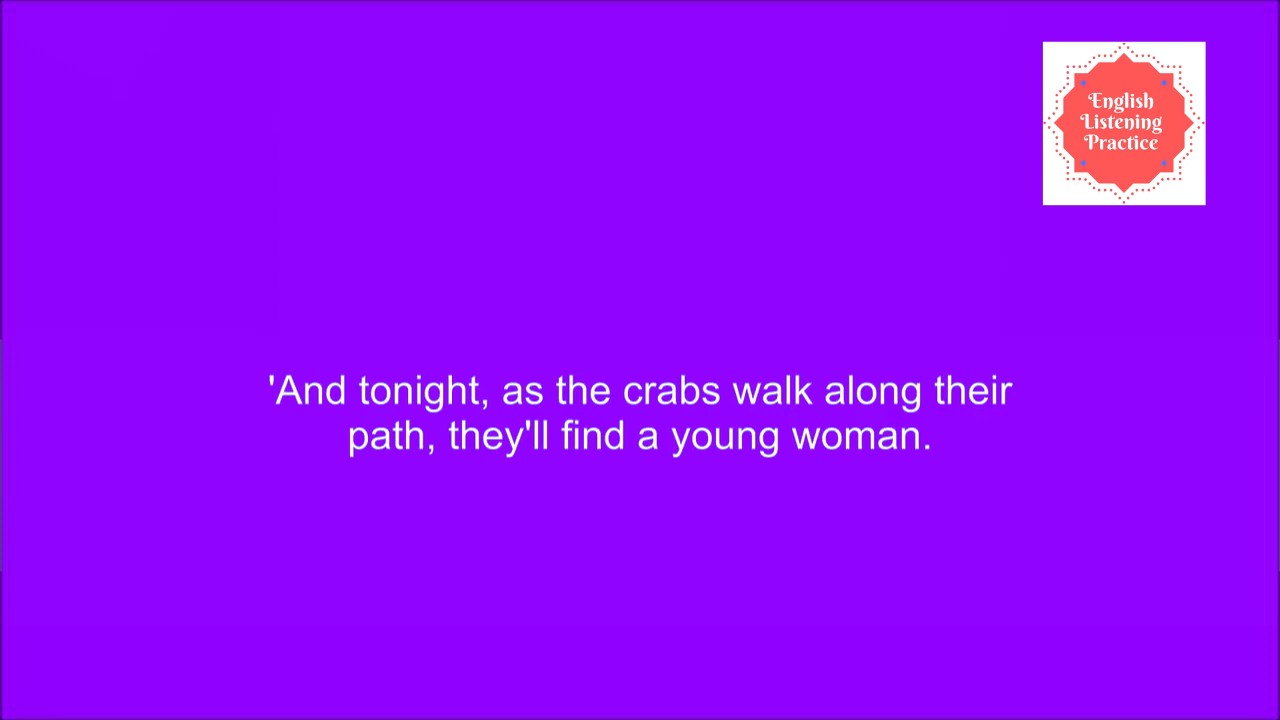 English
Listening
Practice
'And tonight, as the crabs walk along their
path, they'll find a young woman.